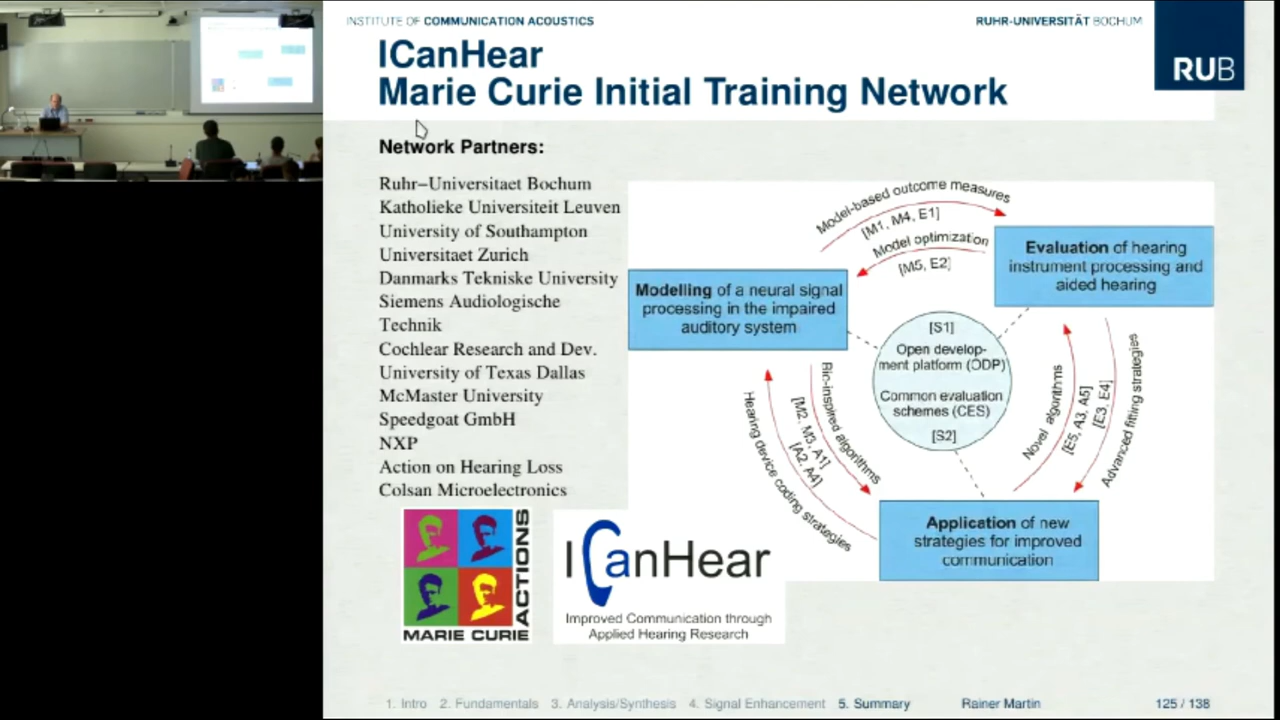 INSTITUTE OF COMMUNICATION ACOUSTICS
RUHR-UNIVERSITÄT BOCHUM
RUB
ICanHear
Marie Curie Initial Training Network
Network Partners:
Ruhr–Universitaet Bochum
Katholieke Universiteit Leuven
University of Southampton
Universitaet Zurich
Danmarks Tekniske University
Siemens Audiologische
Technik
Cochlear Research and Dev.
University of Texas Dallas
McMaster University
Speedgoat GmbH
NXP
Action on Hearing Loss
Colsan Microelectronics
Model-based outcome measures
[M1, M4, E1]
Model optimization
[M5, E2]
Evaluation of hearing
instrument processing and
aided hearing
Modelling of a neural signal
processing in the impaired
auditory system
[S1]
Open develop-
ment platform (ODP)
Common evaluation
schemes (CES)
[S2]
Bio-inspired algorithms
[M2, M3, A1]
[A2, A4]
Hearing device coding strategies
Novel algorithms
[E5, A3, A5]
[E3, E4]
Advanced fitting strategies
Application of new
strategies for improved
communication
MARIE CURIE
ACTIONS
ICanHear
Improved Communication through
Applied Hearing Research
1. Intro 2. Fundamentals 3. Analysis/Synthesis 4. Signal Enhancement 5. Summary Rainer Martin 125 / 138